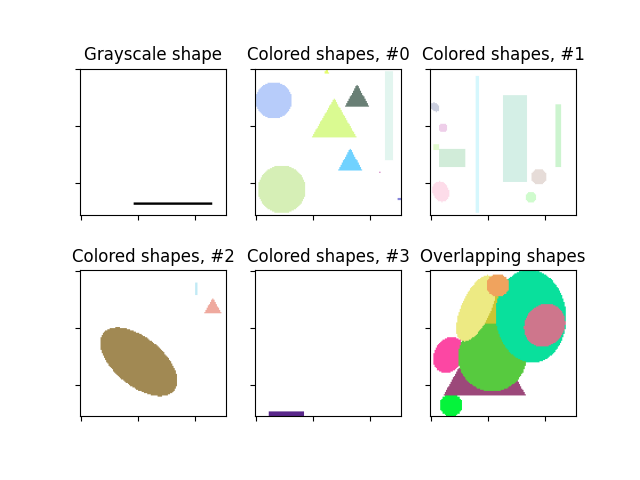 Grayscale shape
Colored shapes, #0
Colored shapes, #1
Colored shapes, #2
Colored shapes, #3
Overlapping shapes